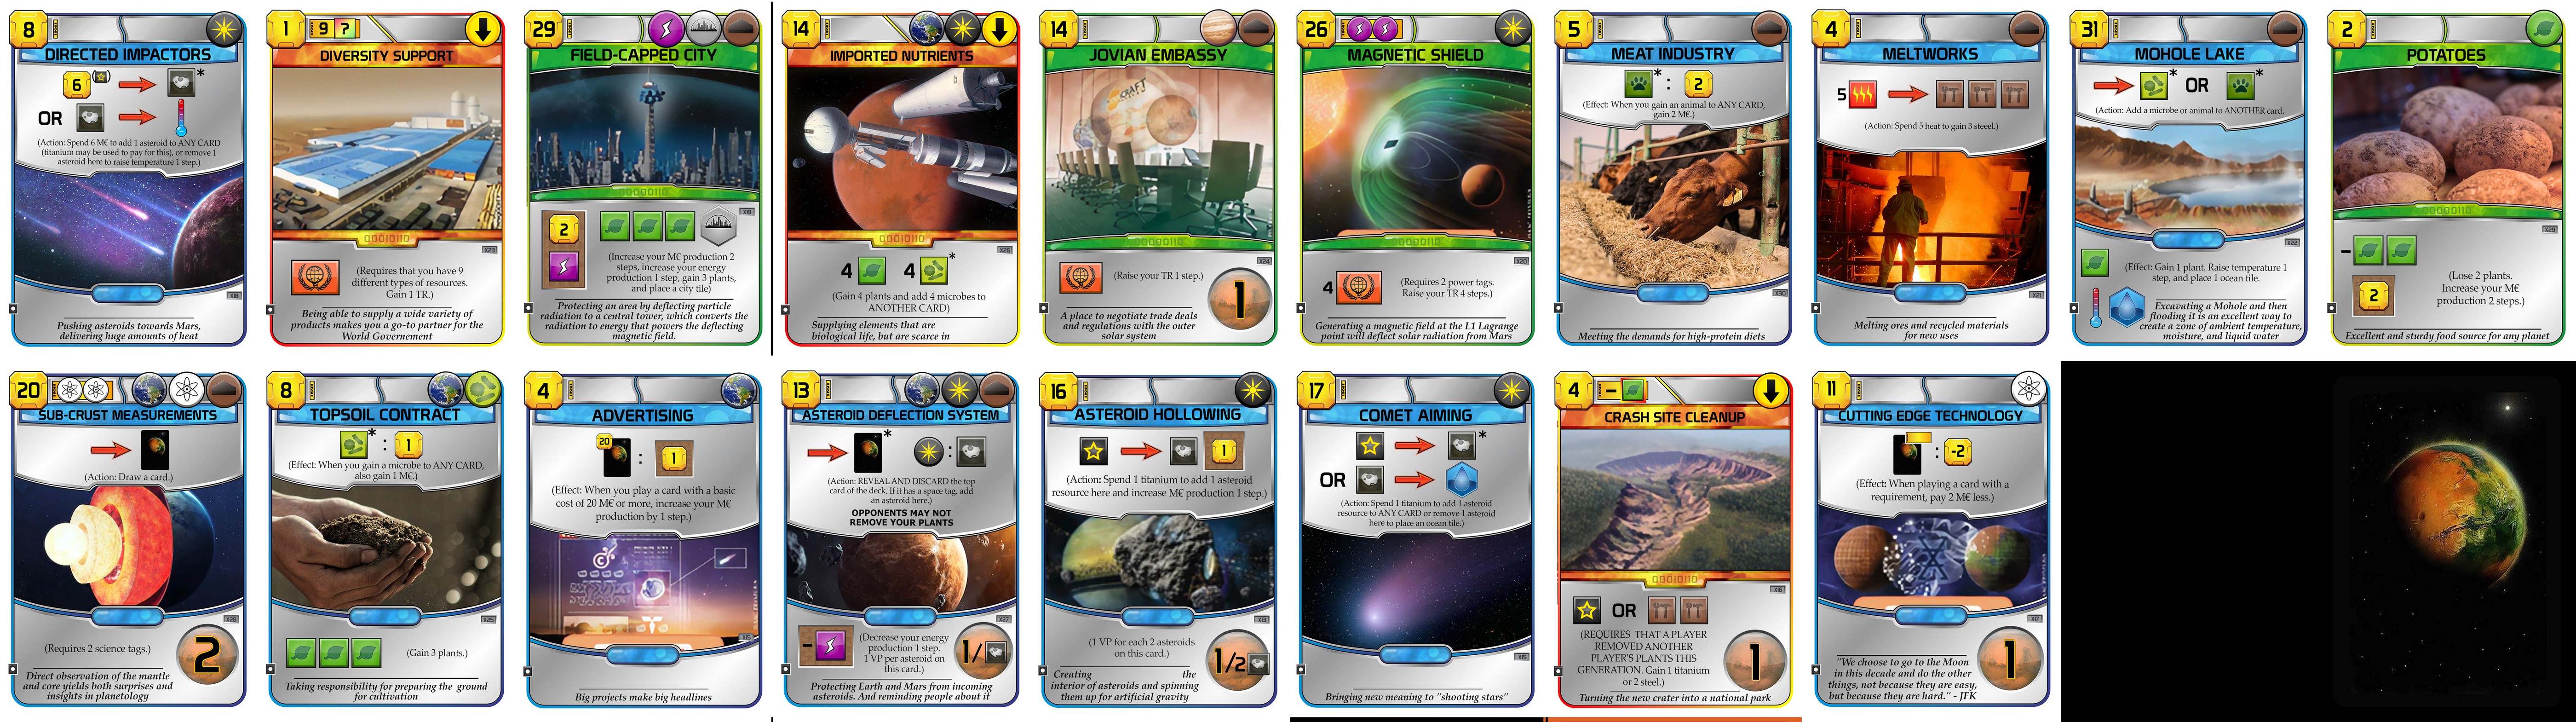 8
DIRECTED IMPACTORS
6
*
OR
(Action: Spend 6 M€ to add 1 asteroid to ANY CARD
(titanium may be used to pay for this), or remove 1
asteroid here to raise temperature 1 step.)
X18
Pushing asteroids towards Mars,
delivering huge amounts of heat
1
9 ?
DIVERSITY SUPPORT
00010110
X23
(Requires that you have 9
different types of resources.
Gain 1 TR.)
Being able to supply a wide variety of
products makes you a go-to partner for the
World Governement
29
FIELD-CAPPED CITY
00010110
X19
2
(Increase your M€ production 2
steps, increase your energy
production 1 step, gain 3 plants,
and place a city tile)
Protecting an area by deflecting particle
radiation to a central tower, which converts the
radiation to energy that powers the deflecting
magnetic field.
14
IMPORTED NUTRIENTS
00010110
X26
4 4 *
(Gain 4 plants and add 4 microbes to
ANOTHER CARD)
Supplying elements that are
biological life, but are scarce in
14
JOVIAN EMBASSY
CRAFT
00010110
X24
(Raise your TR 1 step.)
1
A place to negotiate trade deals
and regulations with the outer
solar system
26
MAGNETIC SHIELD
00010110
X20
4
(Requires 2 power tags.
Raise your TR 4 steps.)
Generating a magnetic field at the L1 Lagrange
point will deflect solar radiation from Mars
5
MEAT INDUSTRY
* : 2
(Effect: When you gain an animal to ANY CARD,
gain 2 M€.)
X30
Meeting the demands for high-protein diets
4
MELTWORKS
5
(Action: Spend 5 heat to gain 3 steeel.)
X21
Melting ores and recycled materials
for new uses
31
MOHOLE LAKE
* OR *
(Action: Add a microbe or animal to ANOTHER card.
X22
(Effect: Gain 1 plant. Raise temperature 1
step, and place 1 ocean tile.
Excavating a Mohole and then
flooding it is an excellent way to
create a zone of ambient temperature,
moisture, and liquid water
2
POTATOES
00010110
X29
-
2
(Lose 2 plants.
Increase your M€
production 2 steps.)
Excellent and sturdy food source for any planet
20
SUB-CRUST MEASUREMENTS
(Action: Draw a card.)
X28
(Requires 2 science tags.)
2
Direct observation of the mantle
and core yields both surprises and
insights in planetology
8
TOPSOIL CONTRACT
* : 1
(Effect: When you gain a microbe to ANY CARD,
also gain 1 M€.)
X25
(Gain 3 plants.)
Taking responsibility for preparing the ground
for cultivation
4
ADVERTISING
20 : 1
(Effect: When you play a card with a basic
cost of 20 M€ or more, increase your M€
production by 1 step.)
Big projects make big headlines
13
ASTEROID DEFLECTION SYSTEM
* :
(Action: REVEAL AND DISCARD the top
card of the deck. If it has a space tag, add
an asteroid here.)
OPPONENTS MAY NOT
REMOVE YOUR PLANTS
X27
-
(Decrease your energy
production 1 step.
1 VP per asteroid on
this card.)
1/
Protecting Earth and Mars from incoming
asteroids. And reminding people about it
16
ASTEROID HOLLOWING
1
(Action: Spend 1 titanium to add 1 asteroid
resource here and increase M€ production 1 step.)
(1 VP for each 2 asteroids
on this card.)
1/2
Creating the
interior of asteroids and spinning
them up for artificial gravity
17
COMET AIMING
*
OR
(Action: Spend 1 titanium to add 1 asteroid
resource to ANY CARD or remove 1 asteroid
here to place an ocean tile.)
X15
Bringing new meaning to "shooting stars"
4
-
CRASH SITE CLEANUP
00010110
X16
OR
(REQUIRES THAT A PLAYER
REMOVED ANOTHER
PLAYER'S PLANTS THIS
GENERATION. Gain 1 titanium
or 2 steel.)
1
Turning the new crater into a national park
11
CUTTING EDGE TECHNOLOGY
: -2
(Effect: When playing a card with a
requirement, pay 2 M€ less.)
X17
1
"We choose to go to the Moon
in this decade and do the other
things, not because they are easy,
but because they are hard." - JFK